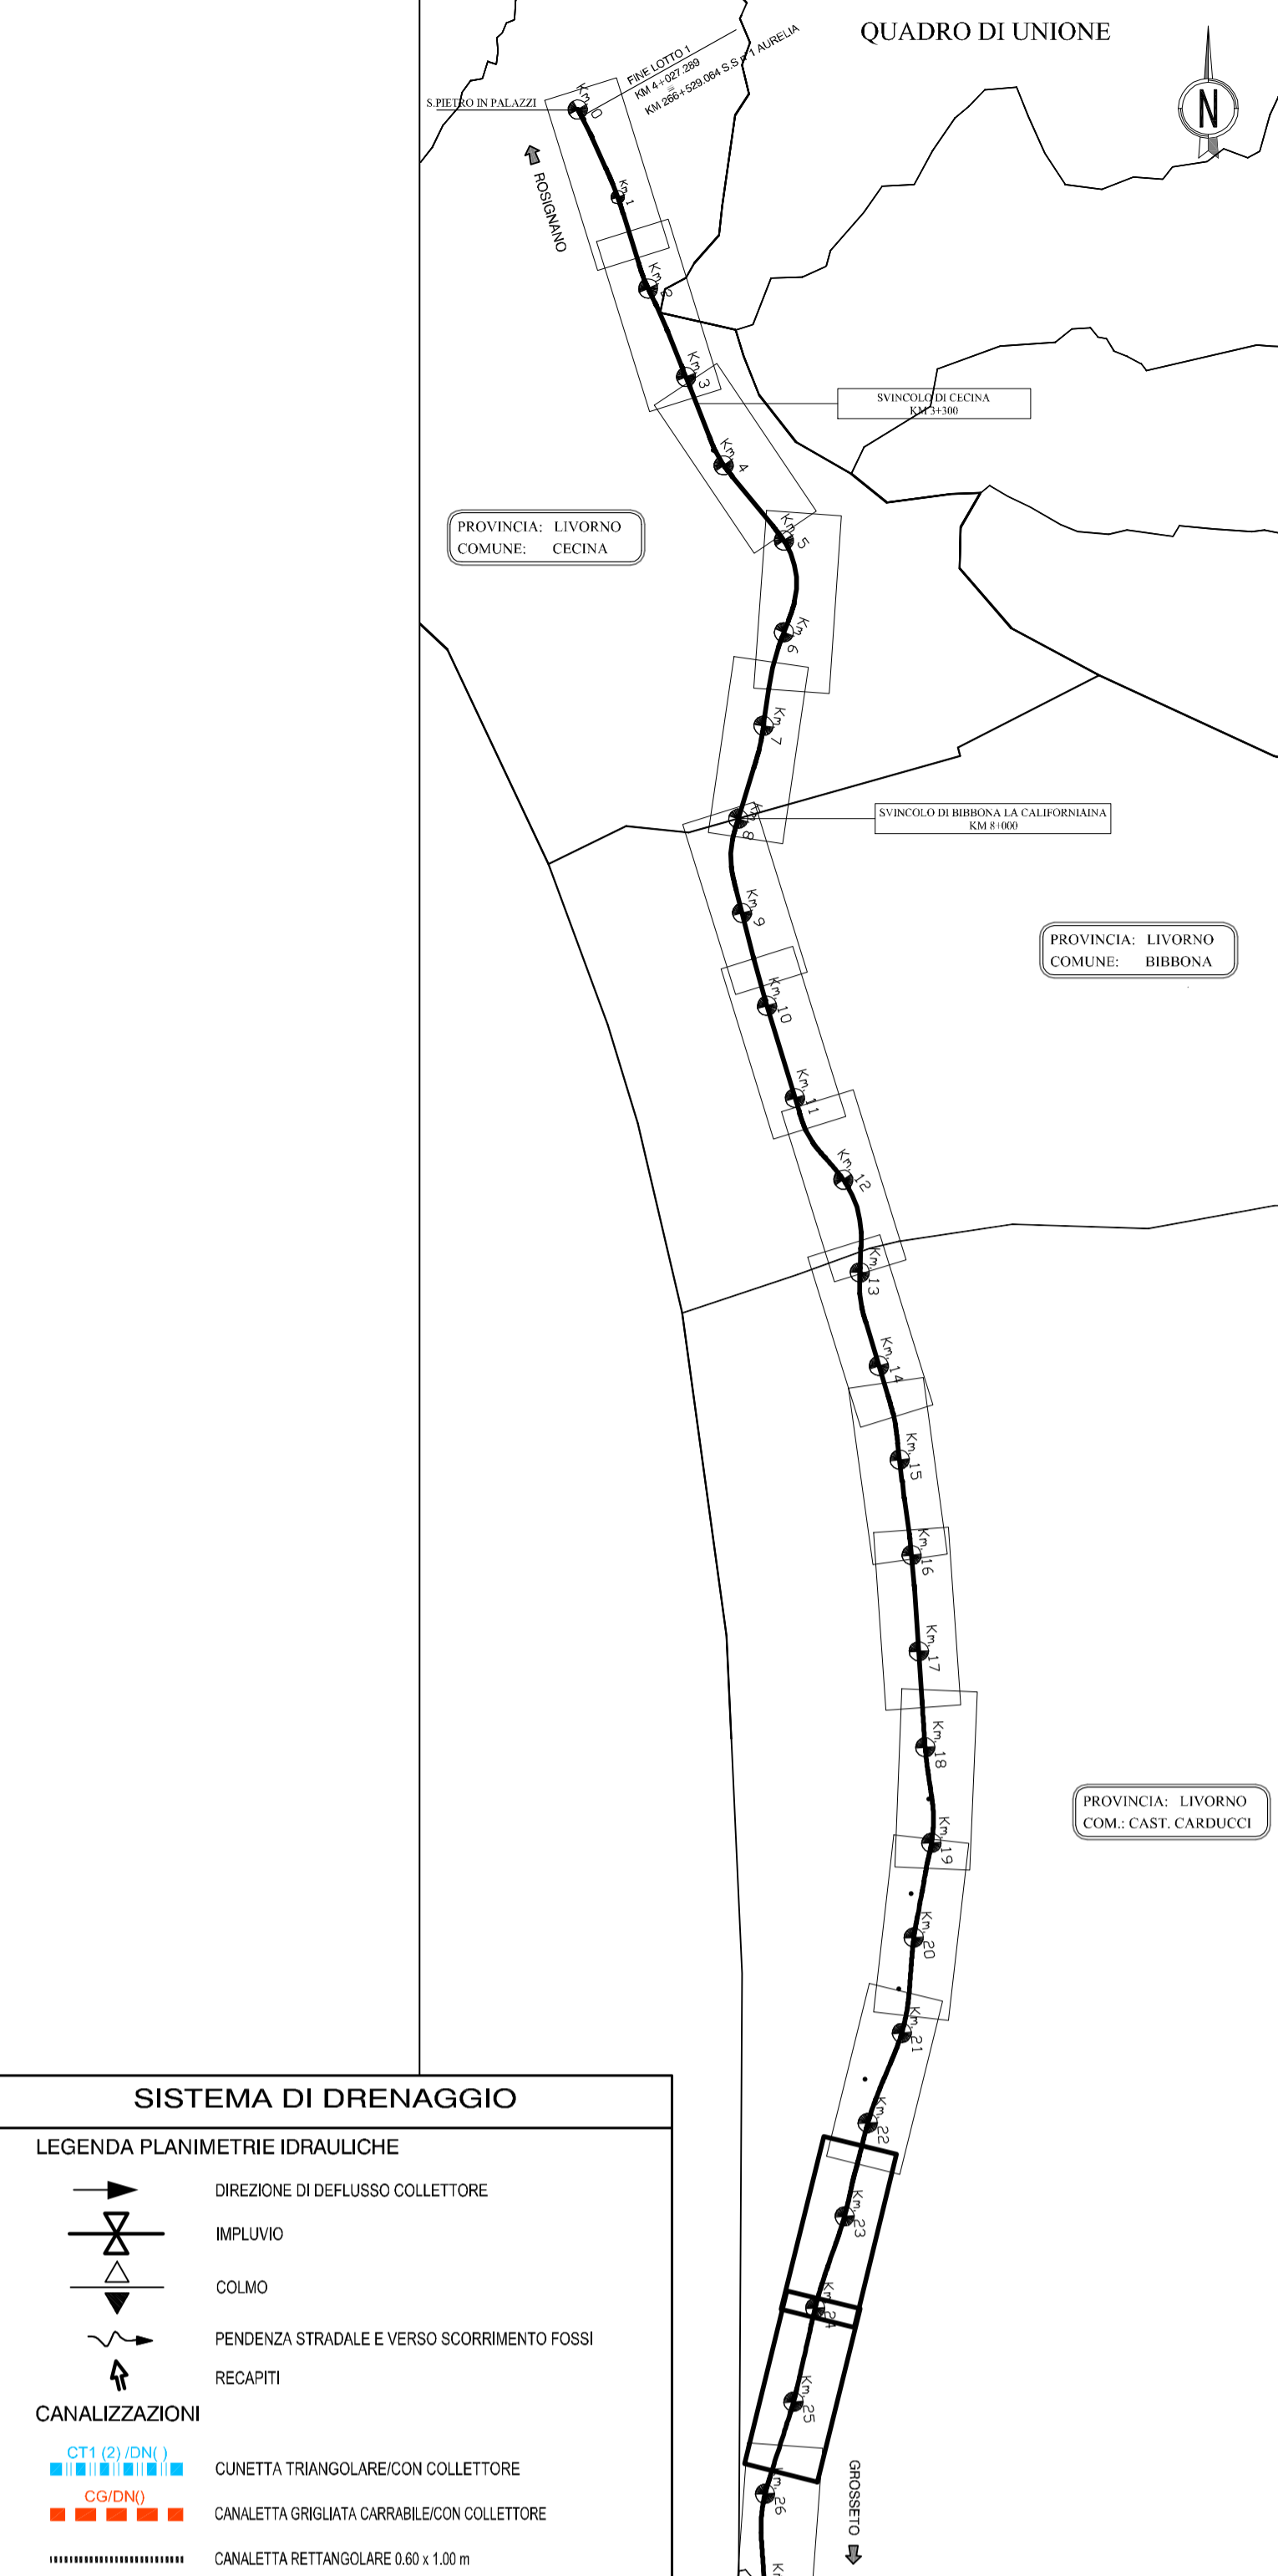 QUADRO DI UNIONE
N
FINE LOTTO 1
KM 4+027.289
=
KM 266+529.064 S.S. n°1 AURELIA
S.PIETRO IN PALAZZI
ROSIGNANO
Km. 0
Km. 1
Km. 2
Km. 3
SVINCOLO DI CECINA
KM 3+300
Km. 4
PROVINCIA: LIVORNO
COMUNE: CECINA
Km. 5
Km. 6
Km. 7
SVINCOLO DI BIBBONA LA CALIFORNIAINA
KM 8+000
Km. 8
Km. 9
PROVINCIA: LIVORNO
COMUNE: BIBBONA
Km. 10
Km. 11
Km. 12
Km. 13
Km. 14
Km. 15
Km. 16
Km. 17
Km. 18
PROVINCIA: LIVORNO
COM.: CAST. CARDUCCI
Km. 19
Km. 20
Km. 21
Km. 22
Km. 23
Km. 24
Km. 25
Km. 26
Km.
GROSSETO
SISTEMA DI DRENAGGIO
LEGENDA PLANIMETRIE IDRAULICHE
DIREZIONE DI DEFLUSSO COLLETTORE
IMPLUVIO
COLMO
PENDENZA STRADALE E VERSO SCORRIMENTO FOSSI
RECAPITI
CANALIZZAZIONI
CT1 (2) /DN( )
CUNETTA TRIANGOLARE/CON COLLETTORE
CG/DN()
CANALETTA GRIGLIATA CARRABILE/CON COLLETTORE
CANALETTA RETTANGOLARE 0.60 x 1.00 m